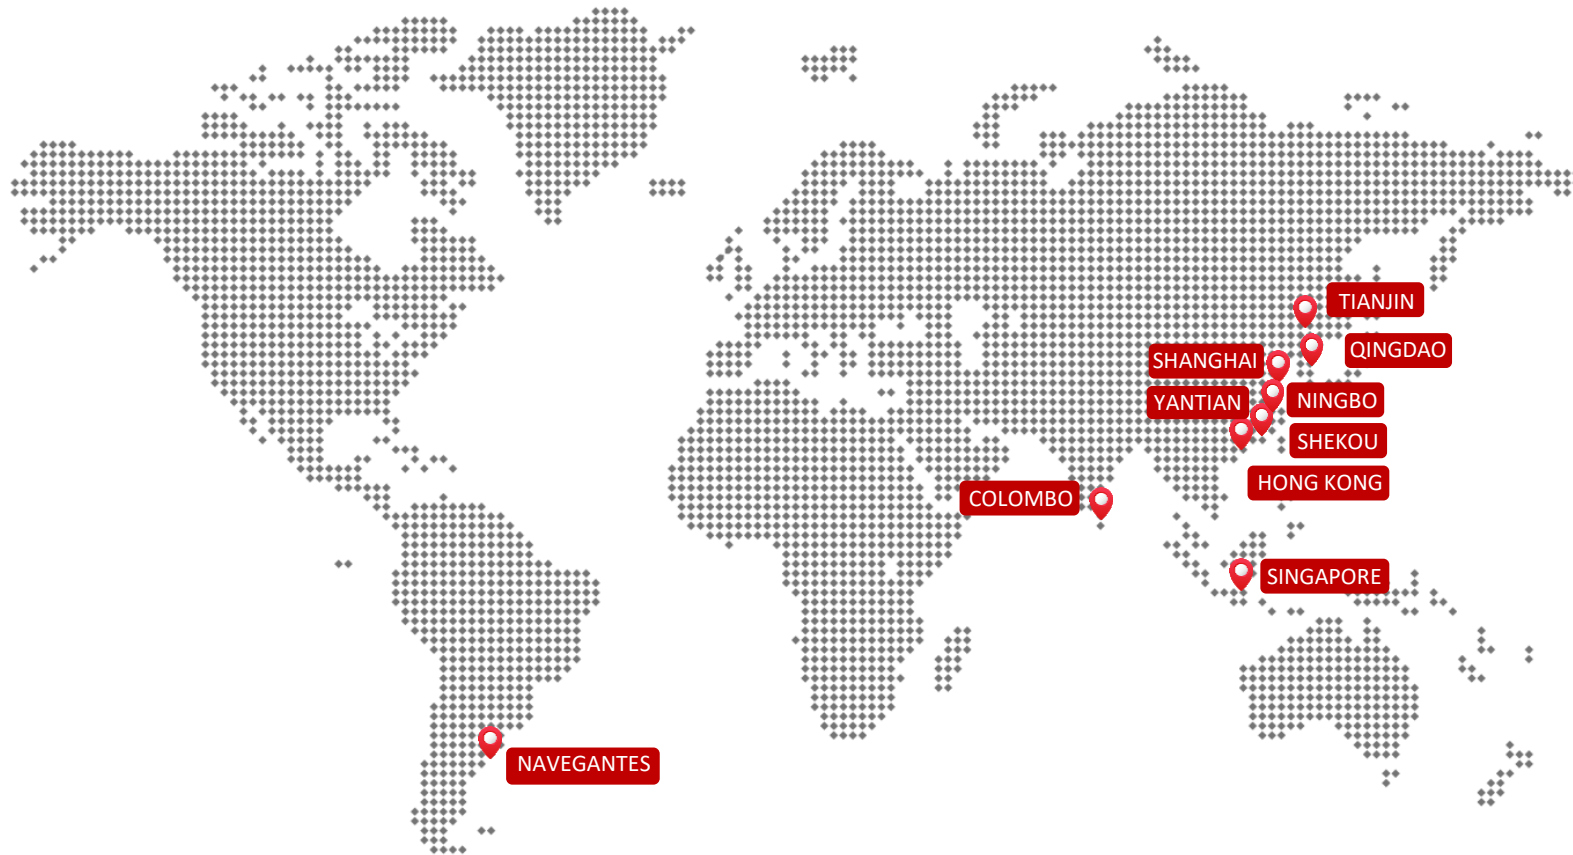 TIANJIN
QINGDAO
SHANGHAI
YANTIAN
NINGBO
SHEKOU
HONG KONG
COLOMBO
SINGAPORE
NAVEGANTES